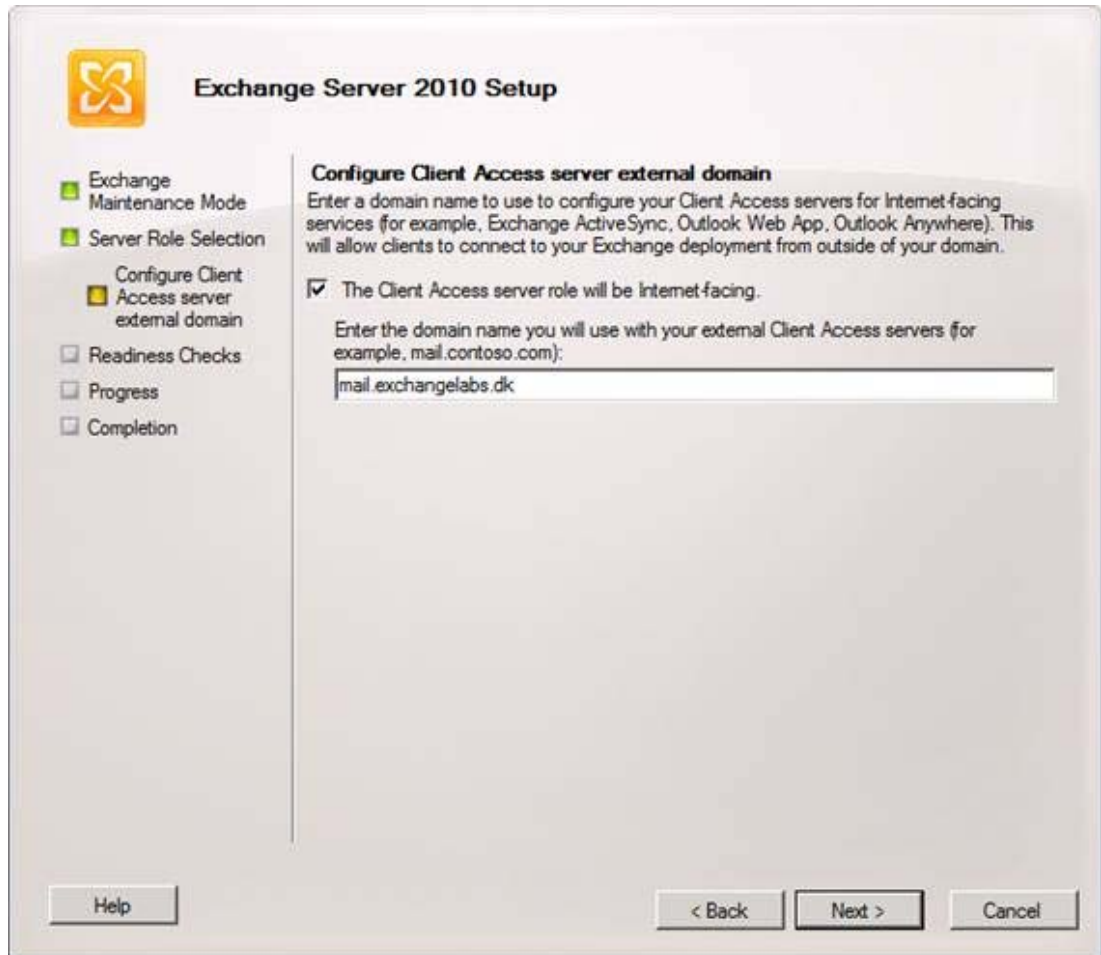 Exchange Server 2010 Setup
Exchange
Maintenance Mode
Server Role Selection
Configure Client
Access server
external domain
Readiness Checks
Progress
Completion
Configure Client Access server external domain
Enter a domain name to use to configure your Client Access servers for Internet-facing
services (for example, Exchange ActiveSync, Outlook Web App, Outlook Anywhere). This
will allow clients to connect to your Exchange deployment from outside of your domain.
The Client Access server role will be Internet-facing.
Enter the domain name you will use with your external Client Access servers (for
example, mail.contoso.com):
mail.exchangelabs.dk
Help
< Back
Next >
Cancel